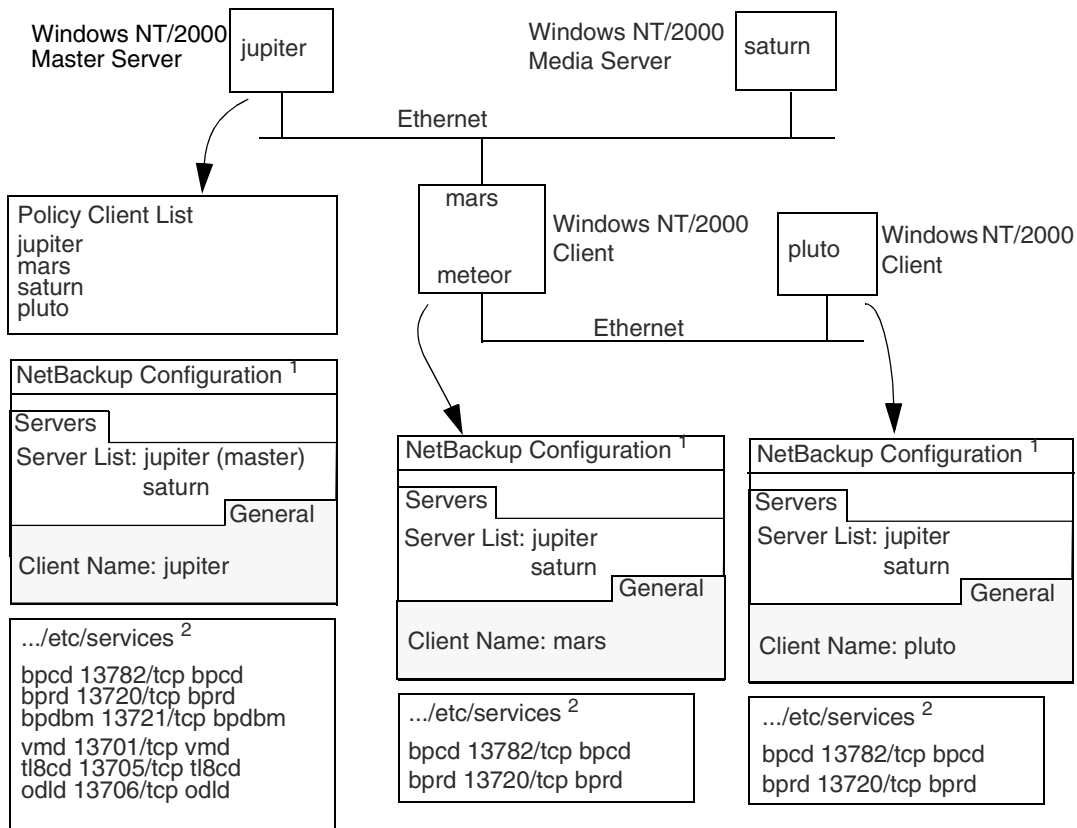 Windows NT/2000
Master Server
jupiter
Windows NT/2000
Media Server
saturn
Ethernet
Policy Client List
jupiter
mars
saturn
pluto
mars
meteor
Windows NT/2000
Client
pluto
Windows NT/2000
Client
Ethernet
NetBackup Configuration 1
Servers
Server List: jupiter (master)
saturn
General
Client Name: jupiter
.../etc/services 2
bpcd 13782/tcp bpcd
bprd 13720/tcp bprd
bpdbm 13721/tcp bpdbm
vmd 13701/tcp vmd
tl8cd 13705/tcp tl8cd
odld 13706/tcp odld
NetBackup Configuration 1
Servers
Server List: jupiter
saturn
General
Client Name: mars
.../etc/services 2
bpcd 13782/tcp bpcd
bprd 13720/tcp bprd
NetBackup Configuration 1
Servers
Server List: jupiter
saturn
General
Client Name: pluto
.../etc/services 2
bpcd 13782/tcp bpcd
bprd 13720/tcp bprd